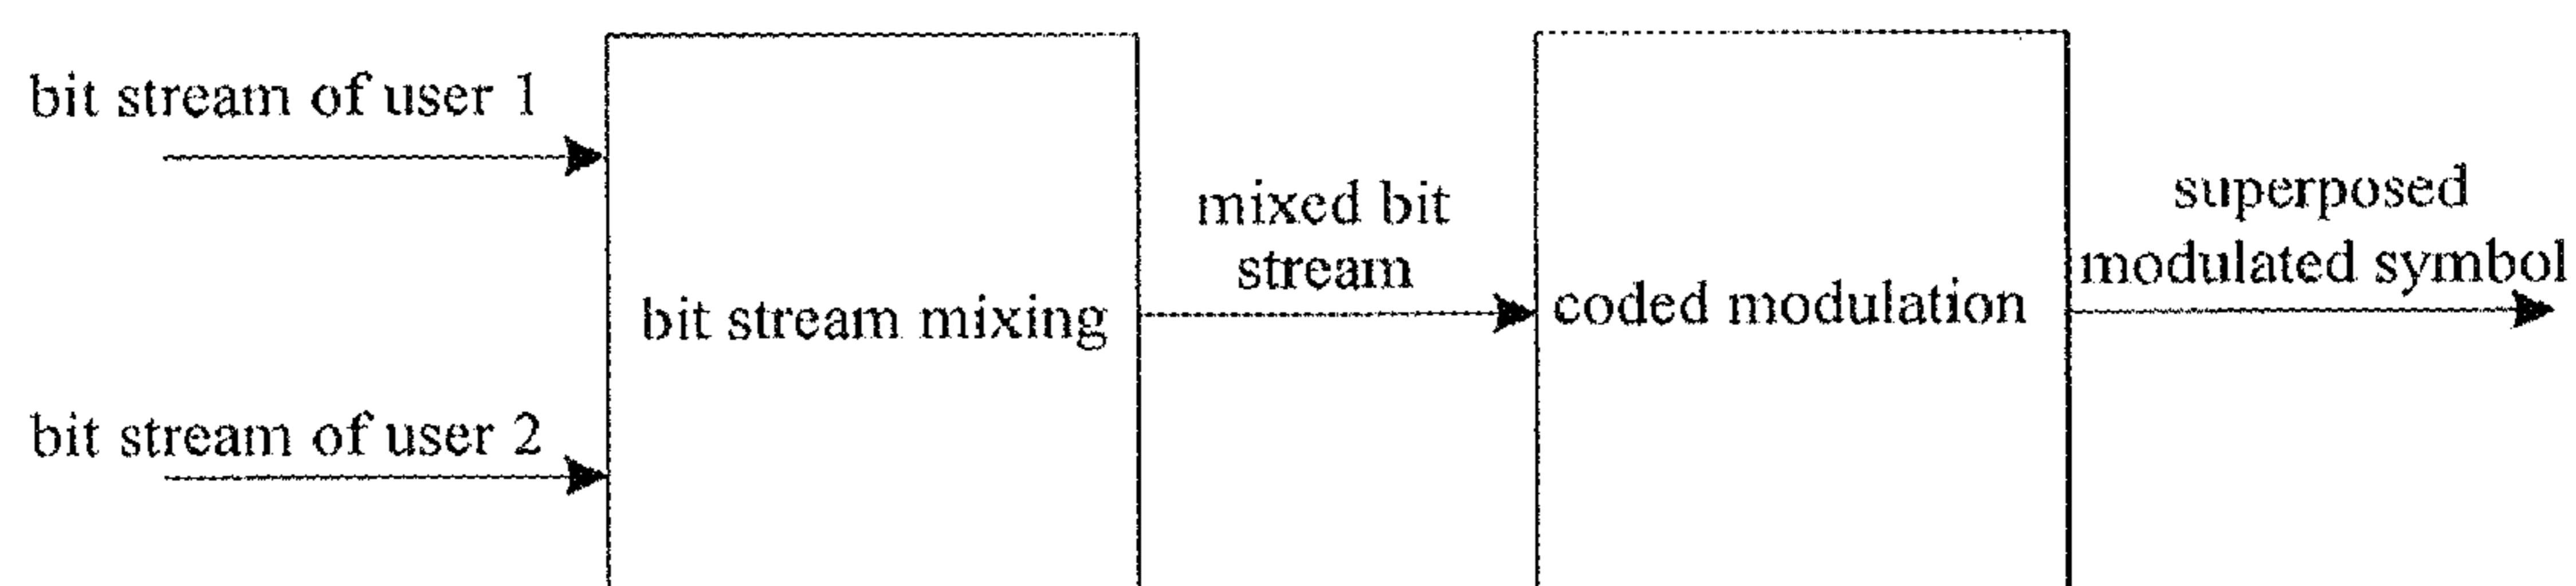 bit stream of user 1
bit stream of user 2
bit stream mixing
mixed bit
stream
coded modulation
superposed
modulated symbol